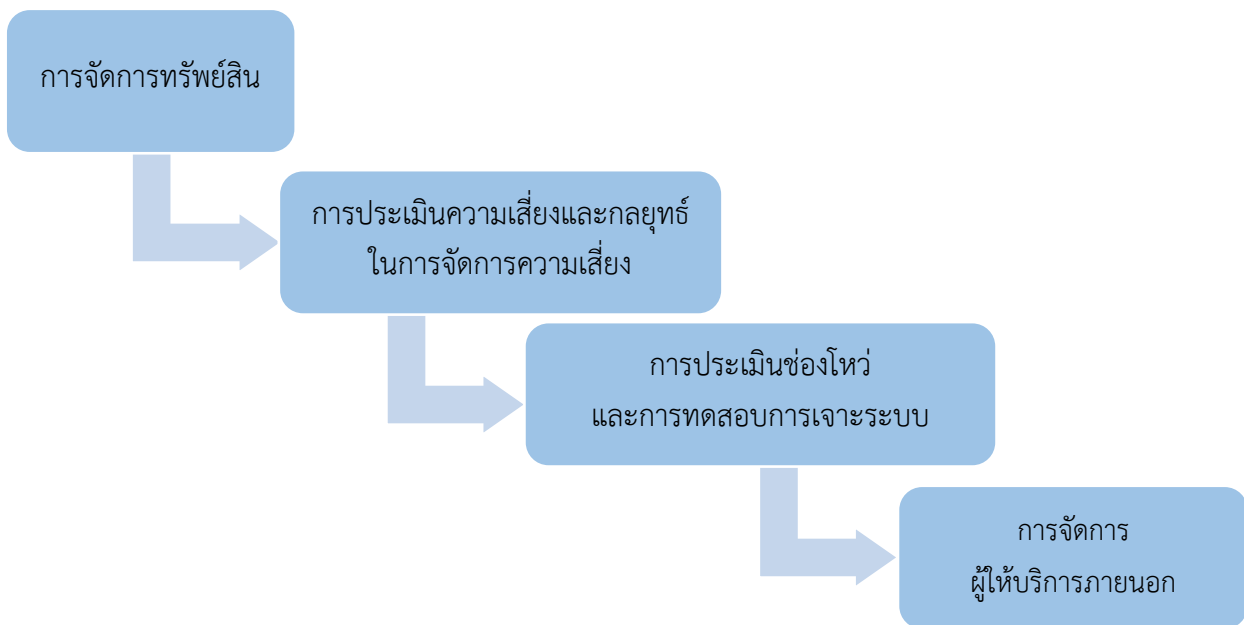 การจัดการทรัพย์สิน
การประเมินความเสี่ยงและกลยุทธ์
ในการจัดการความเสี่ยง
การประเมินช่องโหว่
และการทดสอบการเจาะระบบ
การจัดการ
ผู้ให้บริการภายนอก